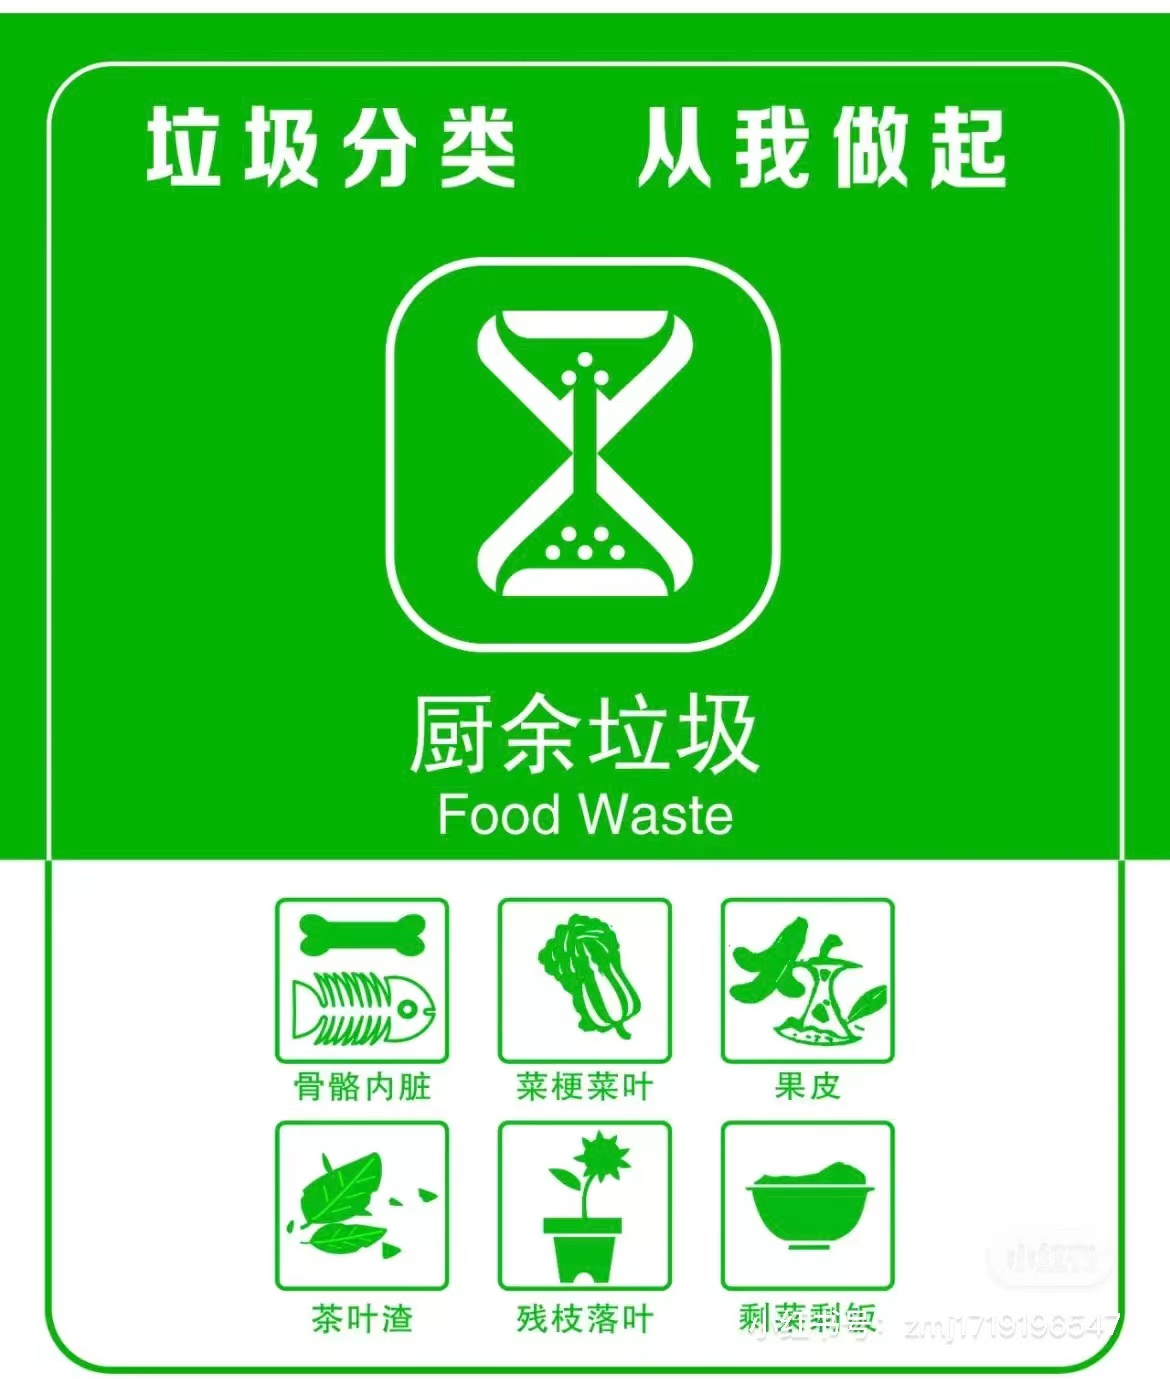 垃圾分类 从我做起
厨余垃圾
Food Waste
骨骼内脏 菜梗菜叶 果皮
茶叶渣 残枝落叶 剩菜剩饭
小红书
小红书号：zmj1719196547